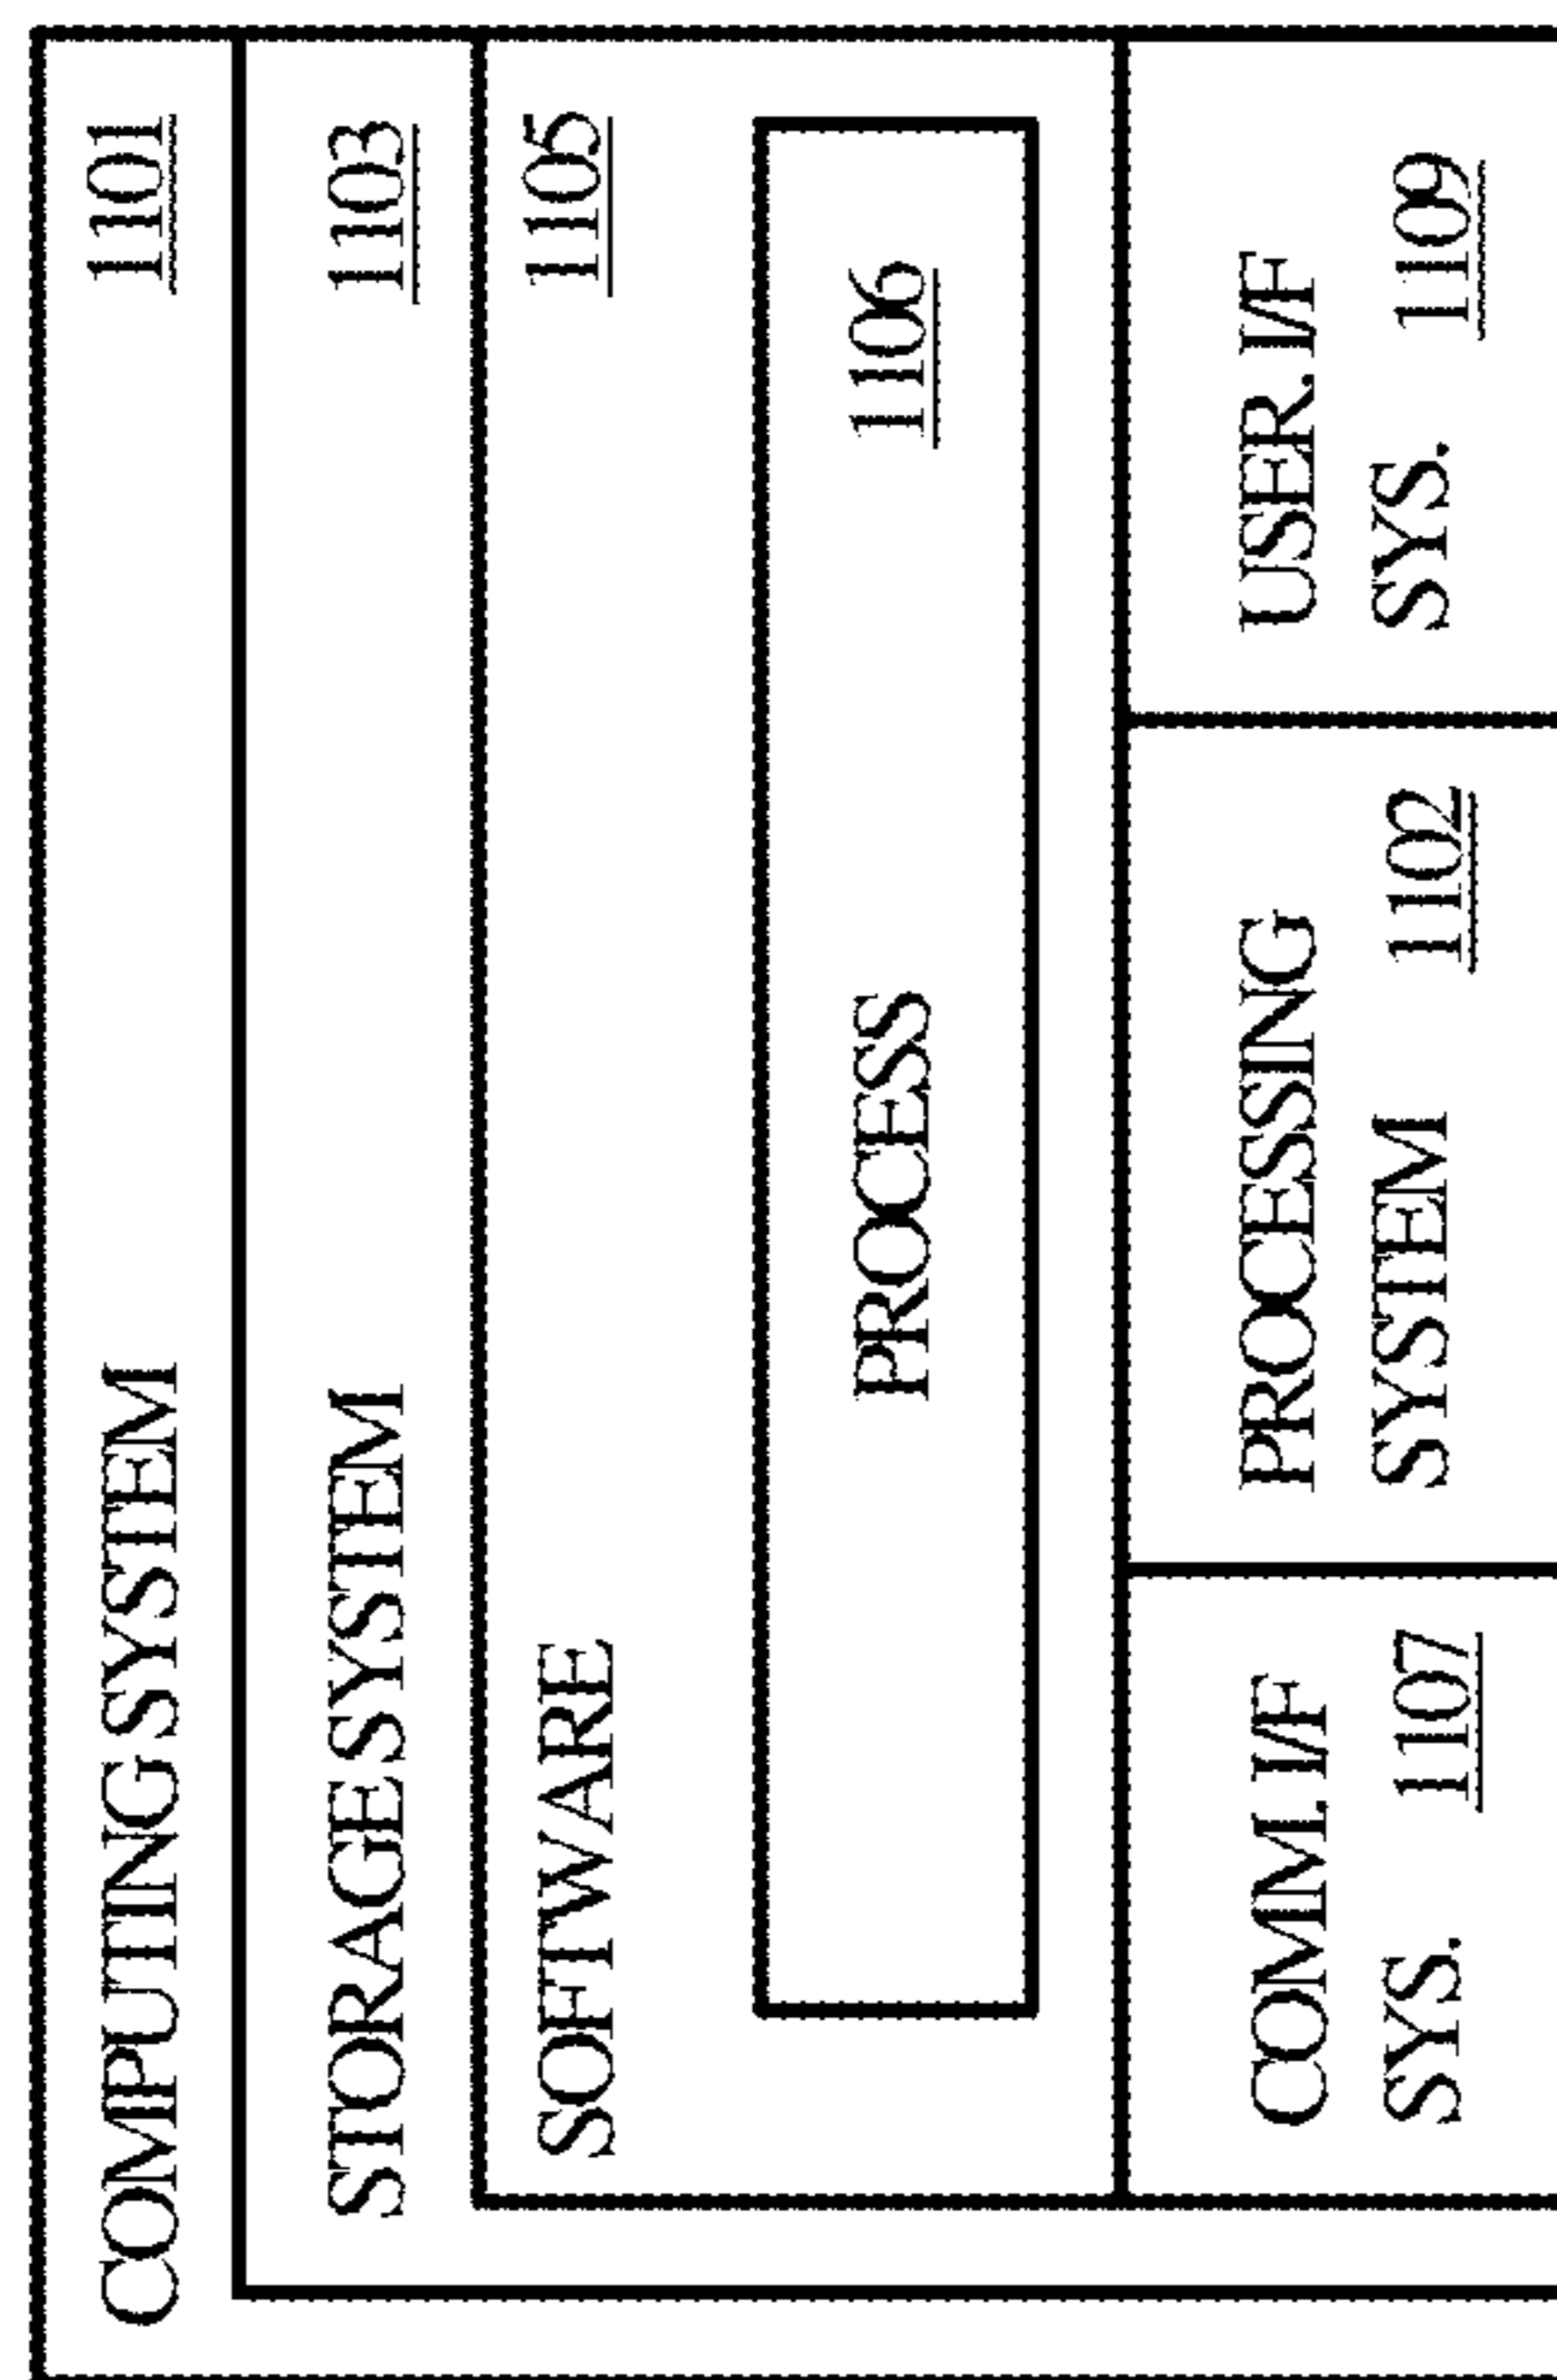 COMPUTING SYSTEM 1101
STORAGE SYSTEM 1103
SOFTWARE 1105
PROCESS 1106
COMM. I/F
SYS. 1107
PROCESSING
SYSTEM 1102
USER. I/F
SYS. 1109